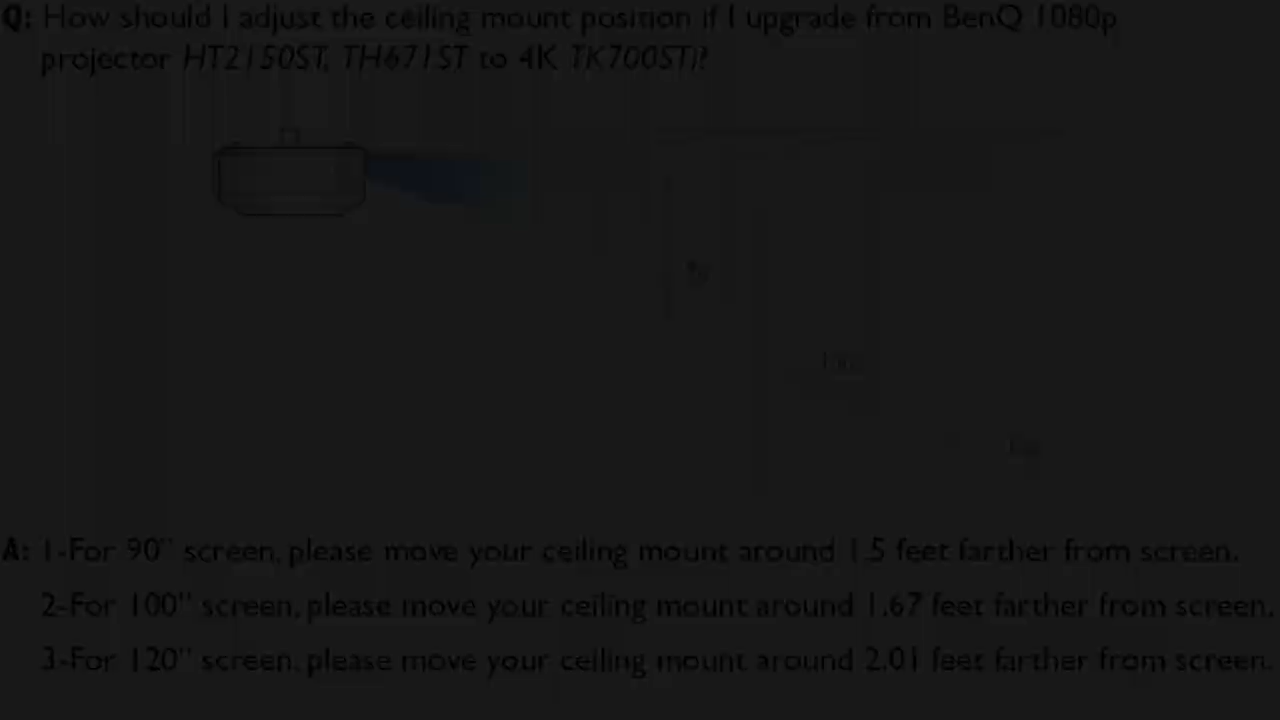 Q: How should I adjust the ceiling mount position if I upgrade from BenQ 1080p
projector HT2150ST, TH671ST to 4K TK700STi?
A: 1-For 90" screen, please move your ceiling mount around 1.5 feet farther from screen.
2-For 100" screen, please move your ceiling mount around 1.67 feet farther from screen.
3-For 120" screen, please move your ceiling mount around 2.01 feet farther from screen.